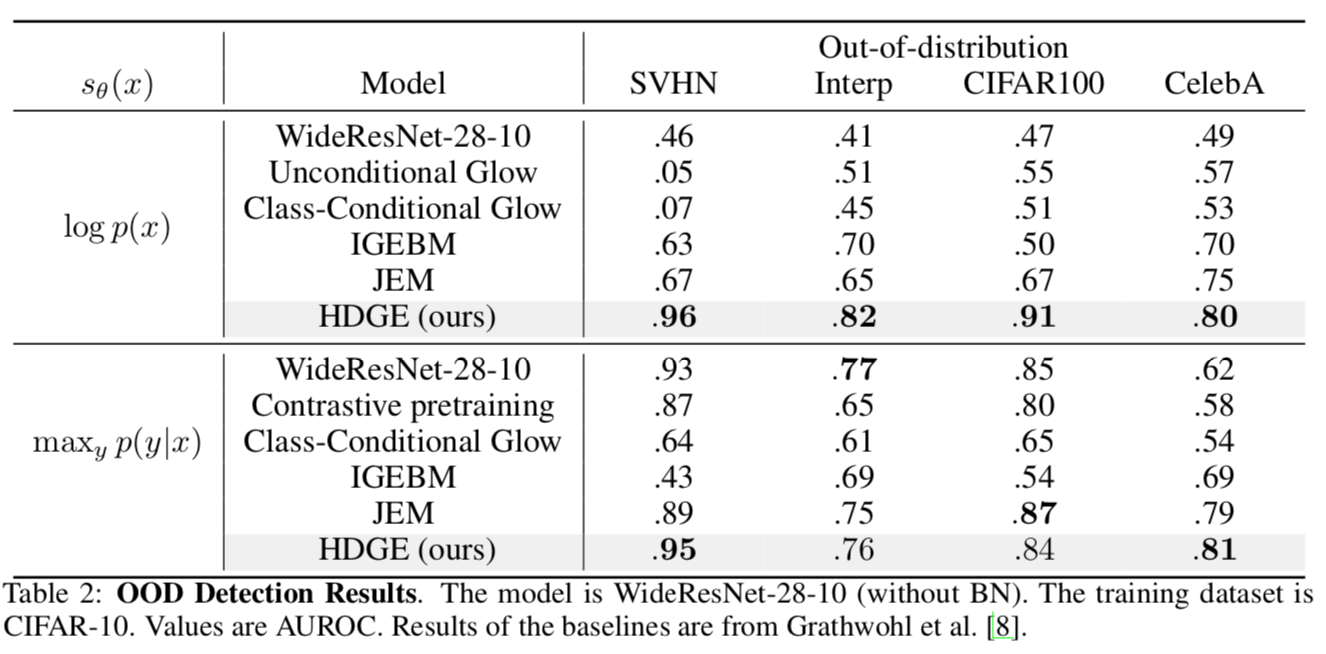 Out-of-distribution
sθ(x) Model SVHN Interp CIFAR100 CelebA
WideResNet-28-10 .46 .41 .47 .49
Unconditional Glow .05 .51 .55 .57
Class-Conditional Glow .07 .45 .51 .53
log p(x)
IGEBM .63 .70 .50 .70
JEM .67 .65 .67 .75
HDGE (ours) .96 .82 .91 .80
WideResNet-28-10 .93 .77 .85 .62
Contrastive pretraining .87 .65 .80 .58
maxy p(y|x) Class-Conditional Glow .64 .61 .65 .54
IGEBM .43 .69 .54 .69
JEM .89 .75 .87 .79
HDGE (ours) .95 .76 .84 .81
Table 2: OOD Detection Results. The model is WideResNet-28-10 (without BN). The training dataset is
CIFAR-10. Values are AUROC. Results of the baselines are from Grathwohl et al. [8].